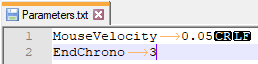 Parameters.txt
1 MouseVelocity→0.05CRLF
2 EndChrono→3